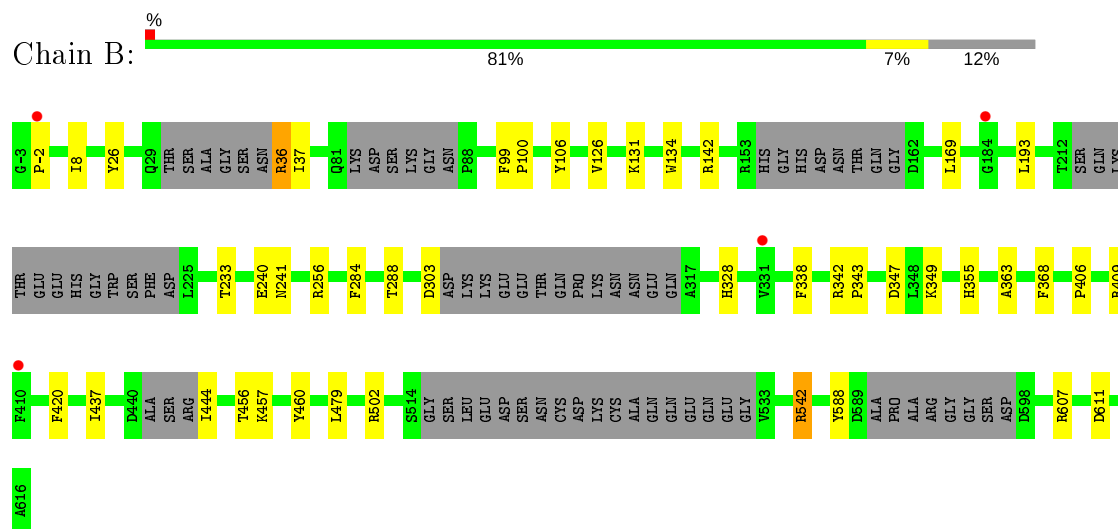 %
Chain B:
81% 7% 12%
G-3 P-2 I8 Y26 Q29 THR SER ALA GLY SER ASN R36 I37 Q81 LYS ASP SER LYS GLY ASN P88 F99 P100 Y106 V126 K131 W134 R142 R153 HIS GLY HIS ASP ASN THR GLN GLY D162 L169 G184 L193 T212 SER GLN LYS
THR GLU GLU HIS GLY TRP SER PHE ASP L225 T233 E240 N241 R256 F284 T288 D303 ASP LYS LYS GLU GLU THR GLN PRO LYS ASN ASN GLU GLN A317 H328 V331 F338 R342 P343 D347 L348 K349 H355 A363 F368 P406 R409
F410 F420 I437 D440 ALA SER ARG I444 T456 K457 Y460 L479 R502 S514 GLY SER LEU GLU ASP SER ASN CYS ASP LYS CYS ALA GLN GLN GLU GLN GLU GLY V533 R542 Y588 D589 ALA PRO ALA ARG GLY GLY SER ASP D598 R607 D611
A616